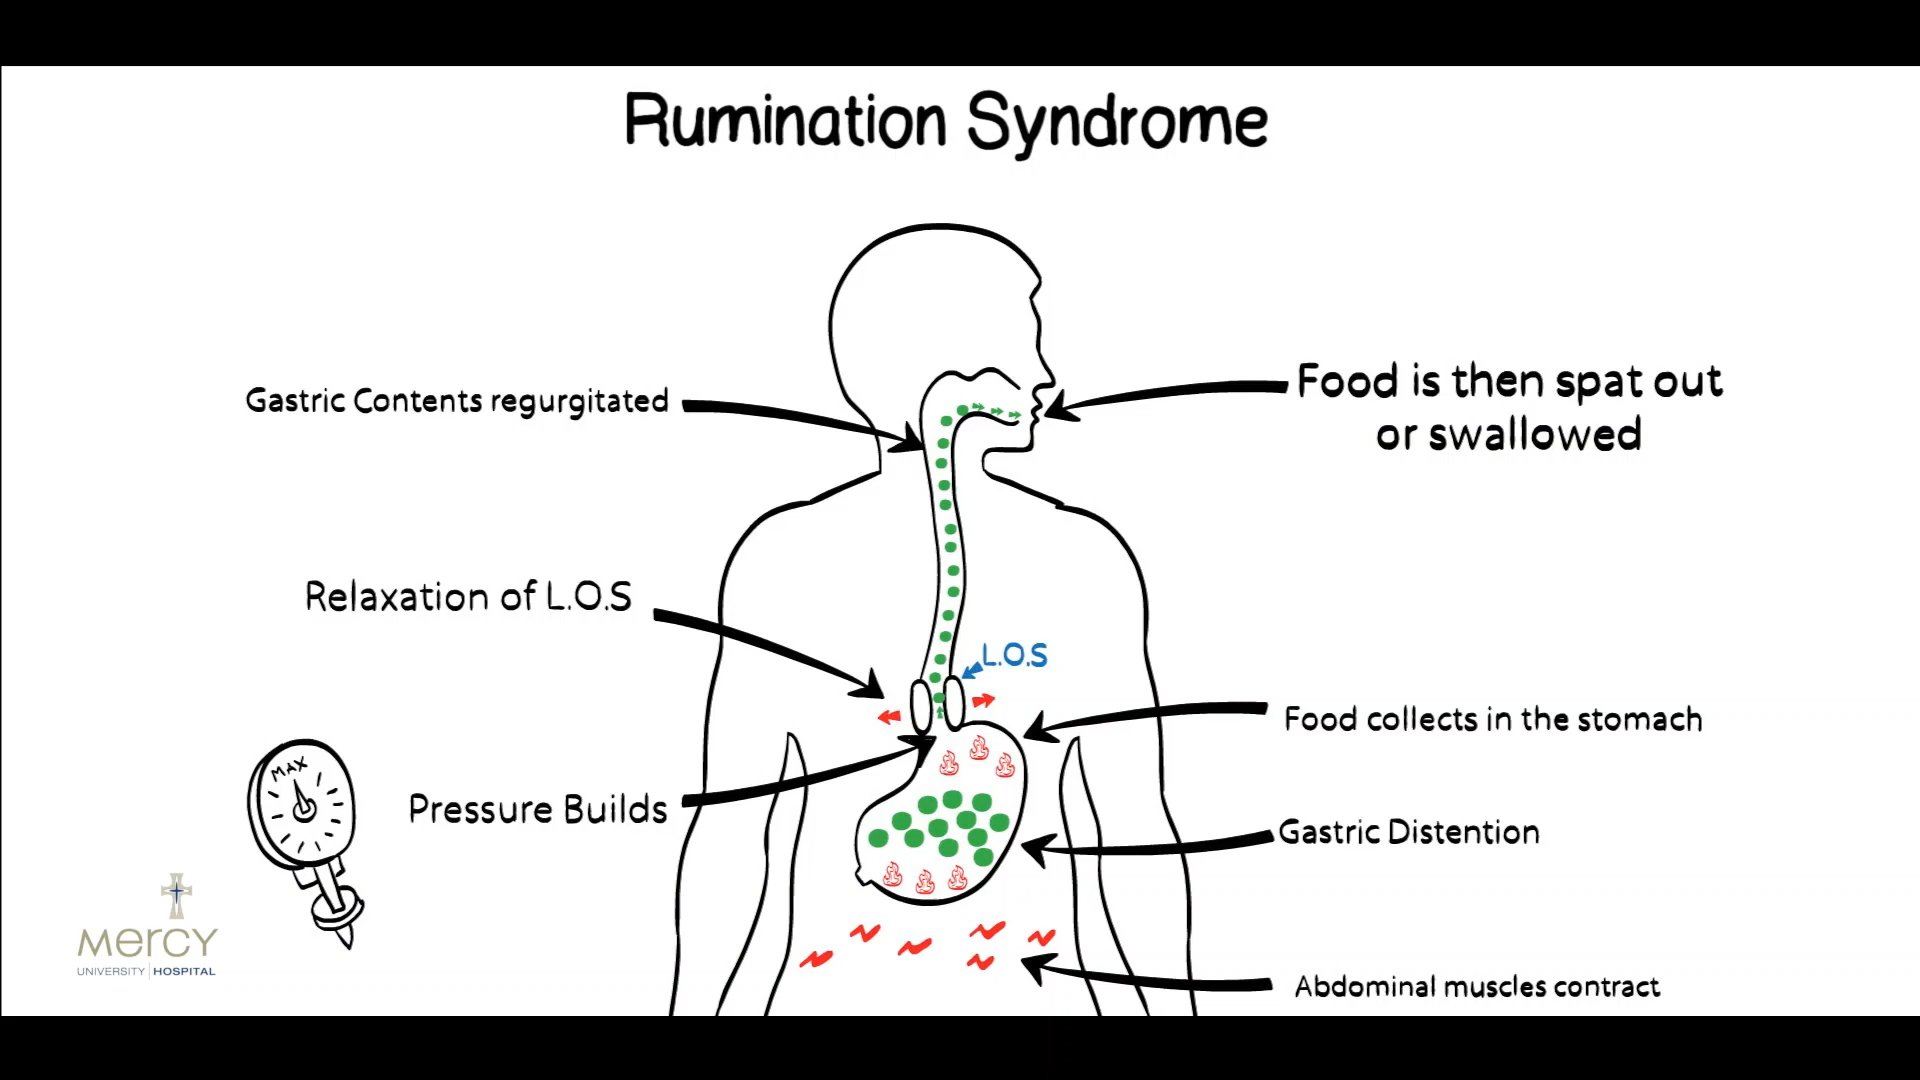 Rumination Syndrome
Gastric Contents regurgitated
Food is then spat out
or swallowed
Relaxation of L.O.S
L.O.S
Food collects in the stomach
MAX
Pressure Builds
Gastric Distention
Abdominal muscles contract
Mercy
UNIVERSITY HOSPITAL